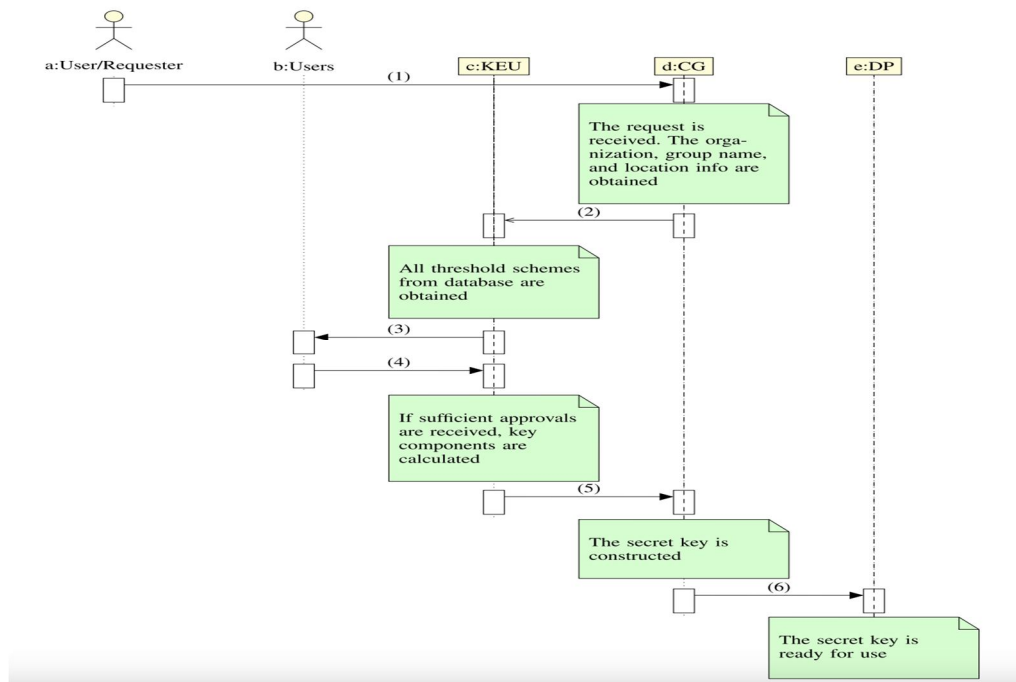 a:User/Requester
b:Users
c:KEU
d:CG
e:DP
(1)
The request is
received. The orga-
nization, group name,
and location info are
obtained
(2)
All threshold schemes
from database are
obtained
(3)
(4)
If sufficient approvals
are received, key
components are
calculated
(5)
The secret key is
constructed
(6)
The secret key is
ready for use